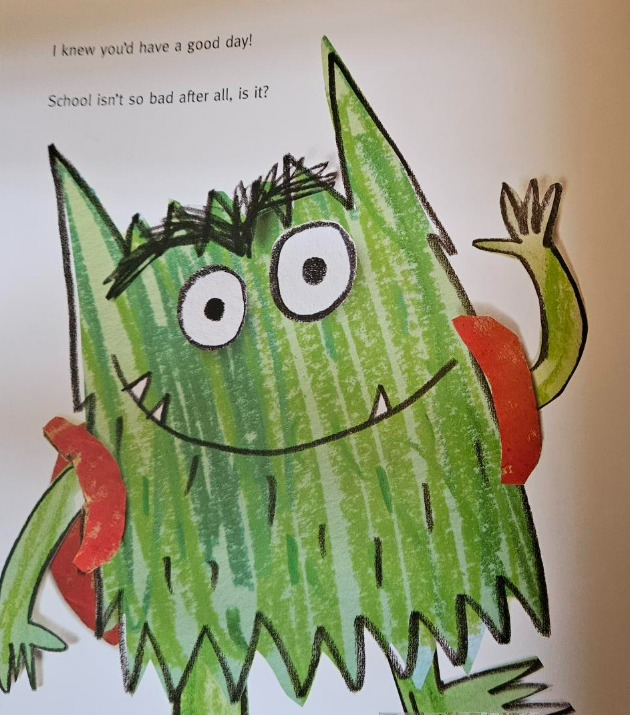 I knew you'd have a good day!
School isn't so bad after all, is it?